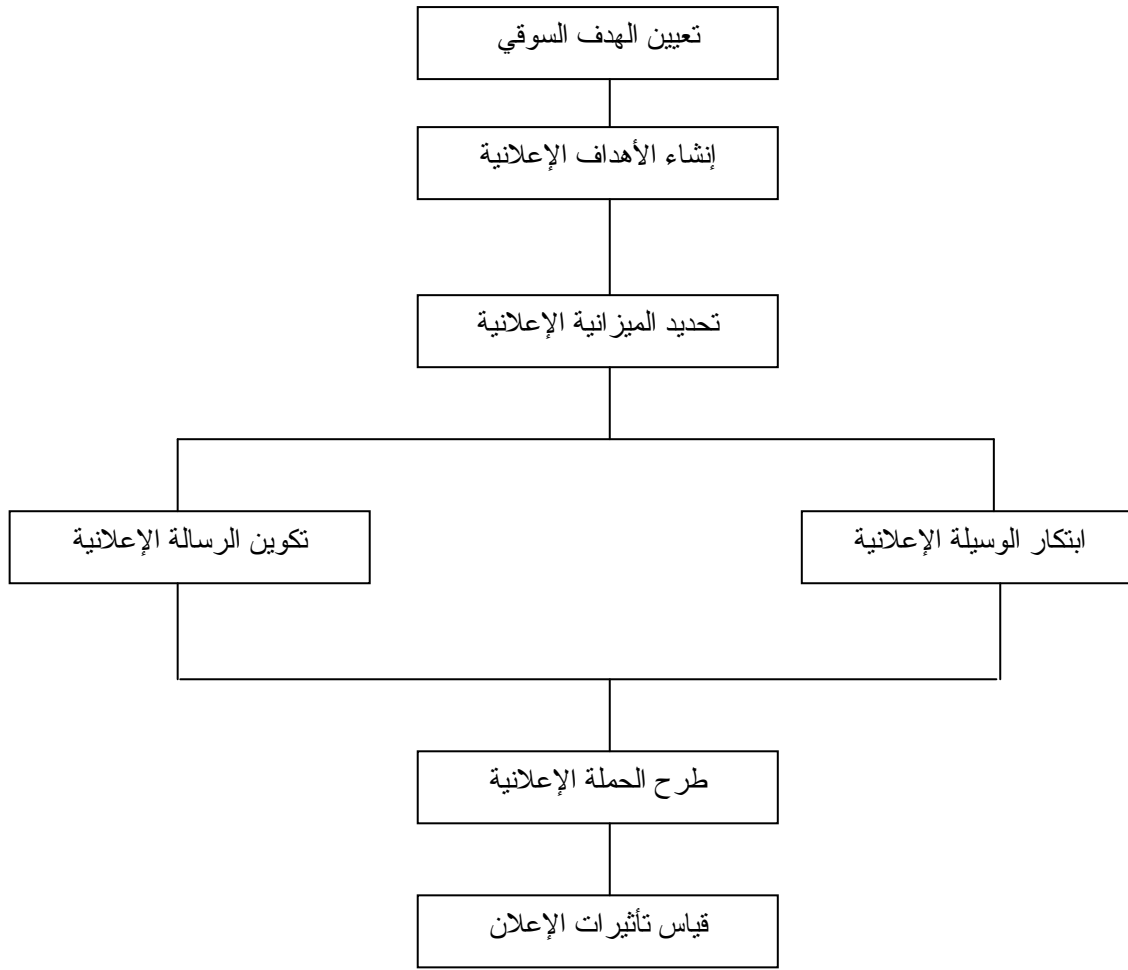 تعيين الهدف السوقي
إنشاء الأهداف الإعلانية
تحديد الميزانية الإعلانية
ابتكار الوسيلة الإعلانية
تكوين الرسالة الإعلانية
طرح الحملة الإعلانية
قياس تأثيرات الإعلان